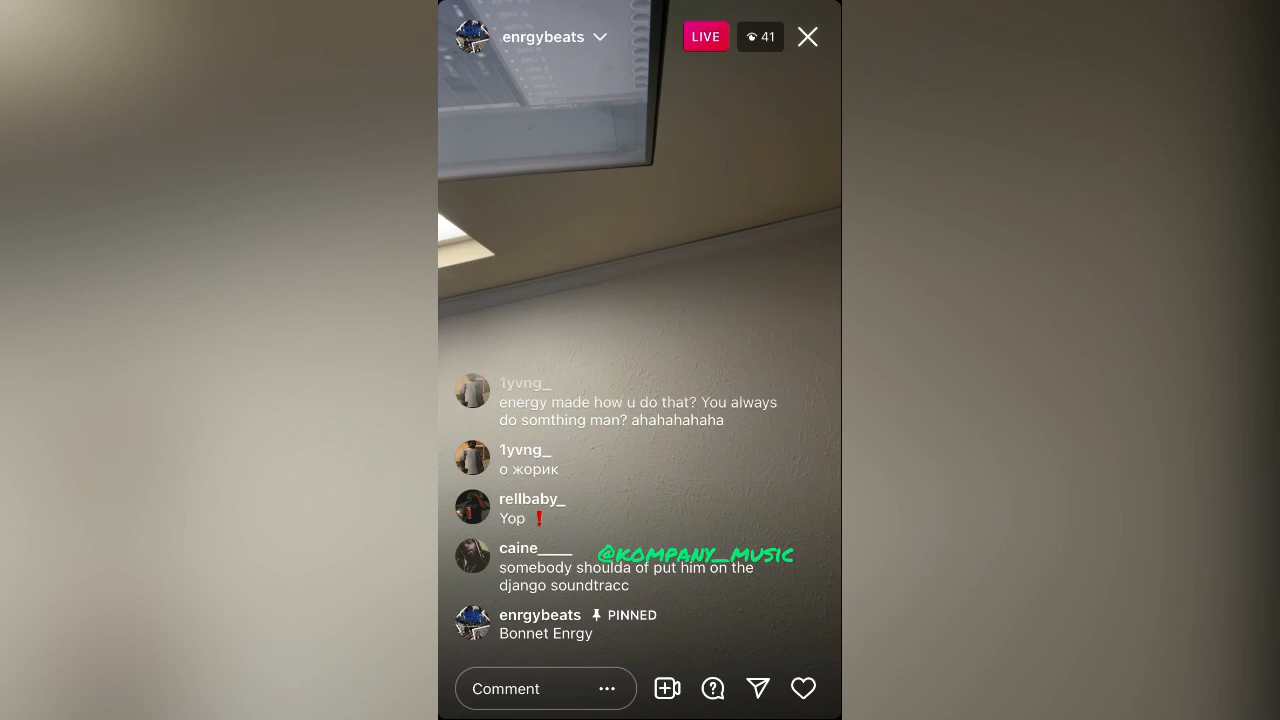 enrgybeats
LIVE
41
1yvng_
energy made how u do that? You always
do somthing man? ahahahahaha
1yvng_
о жорик
rellbaby_
Yop ❗
caine_____
@KOMPANY_MUSIC
somebody shoulda of put him on the
django soundtracc
enrgybeats PINNED
Bonnet Enrgy
Comment